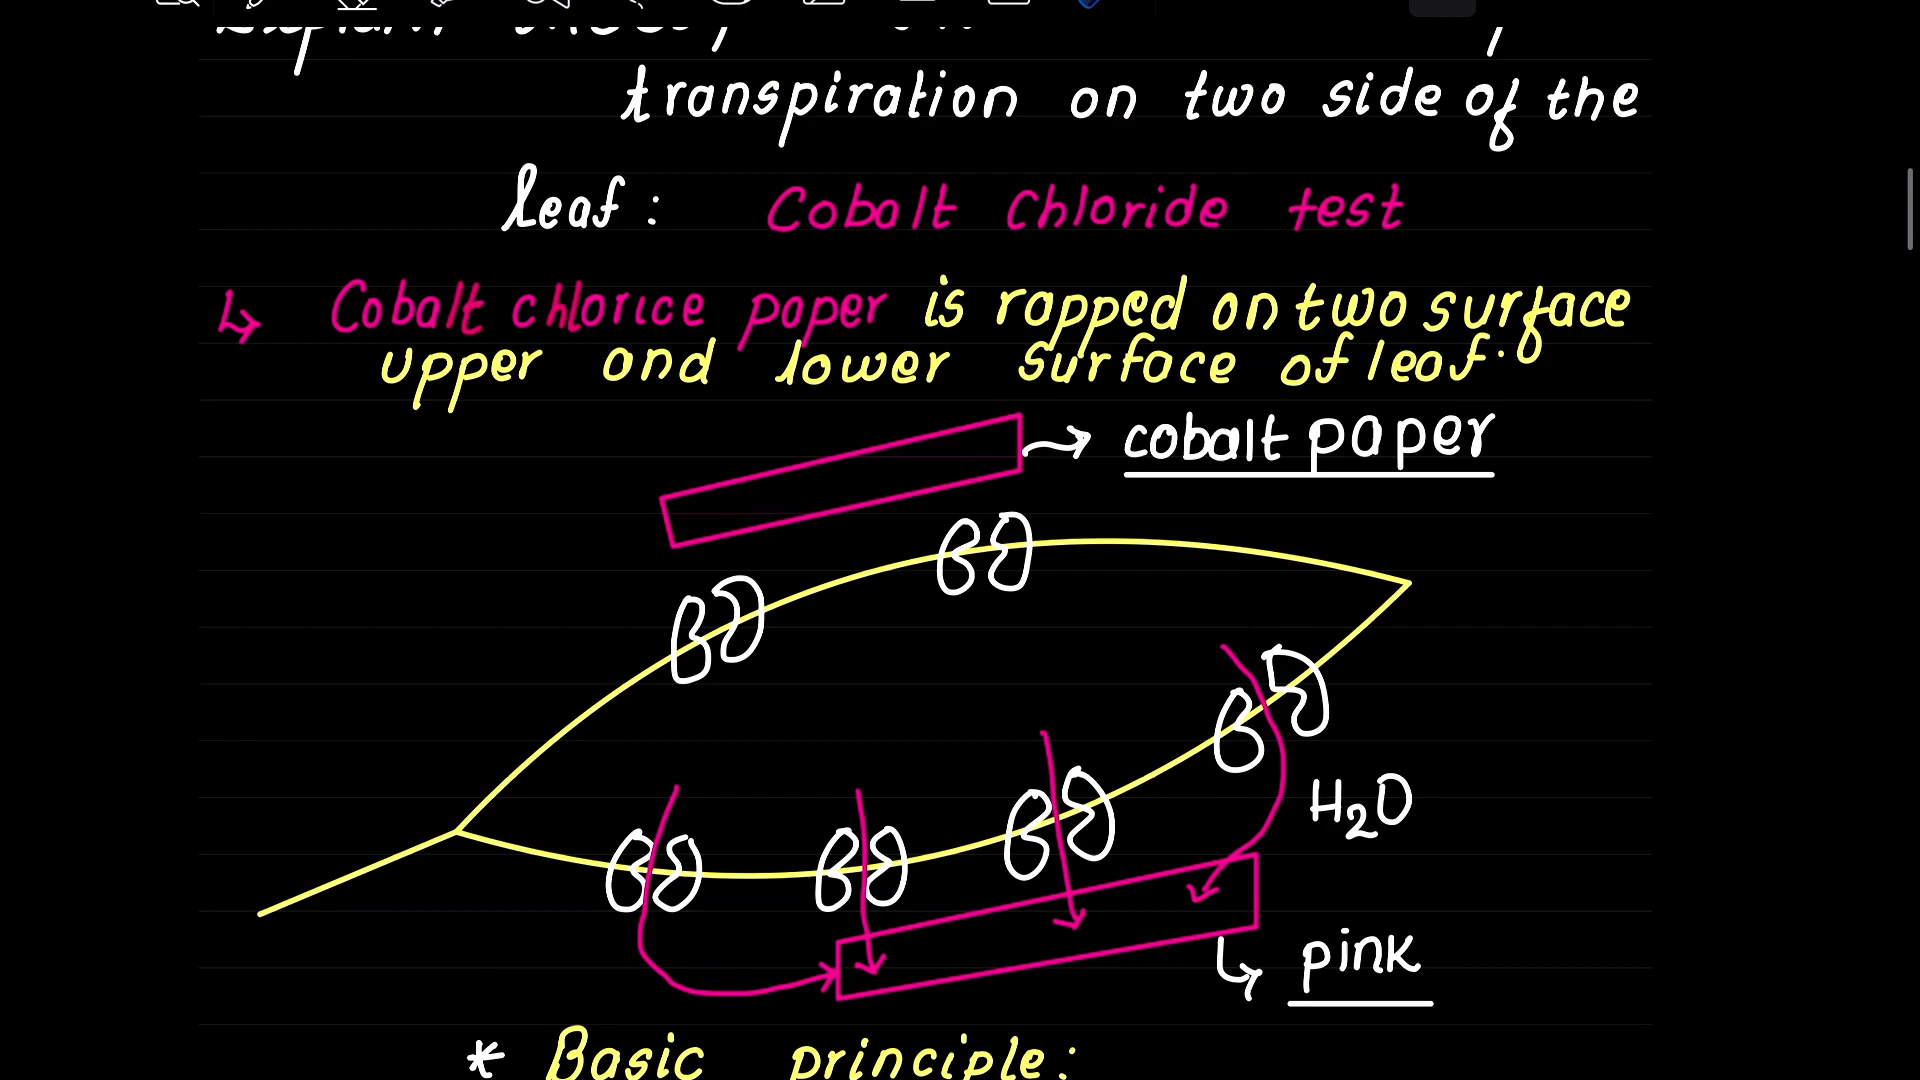 transpiration on two side of the
leaf: Cobalt Chloride test
↳ Cobalt chlorice paper is rapped on two surface
upper and lower surface of leaf.
→ cobalt paper
H₂O
↳ pink
* Basic principle: